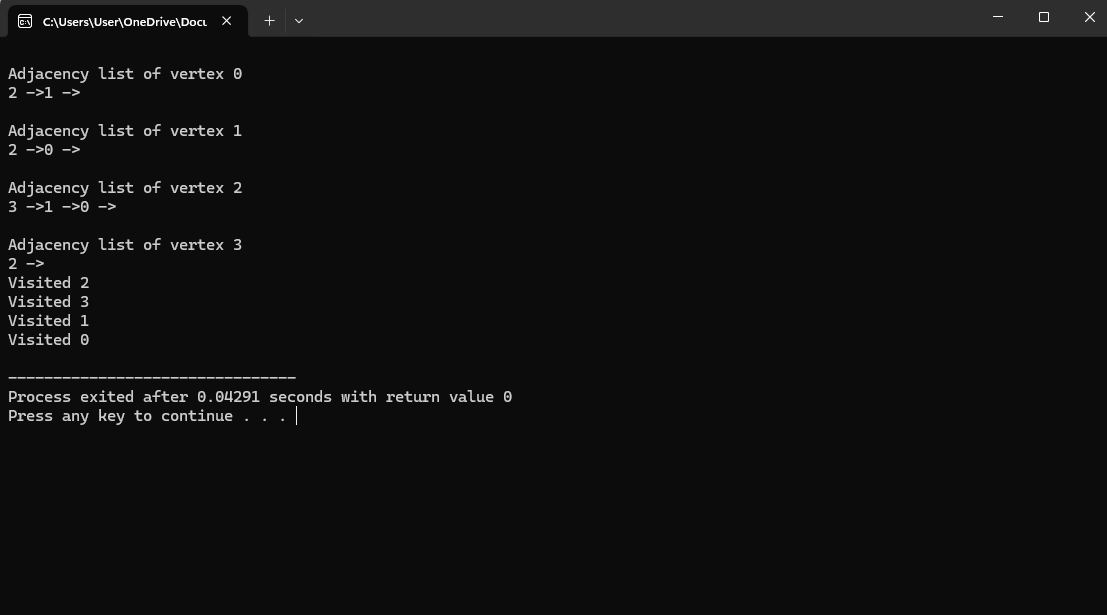 C:\Users\User\OneDrive\Docu
Adjacency list of vertex 0
2 ->1 ->
Adjacency list of vertex 1
2 ->0 ->
Adjacency list of vertex 2
3 ->1 ->0 ->
Adjacency list of vertex 3
2 ->
Visited 2
Visited 3
Visited 1
Visited 0
--------------------------------
Process exited after 0.04291 seconds with return value 0
Press any key to continue . . .